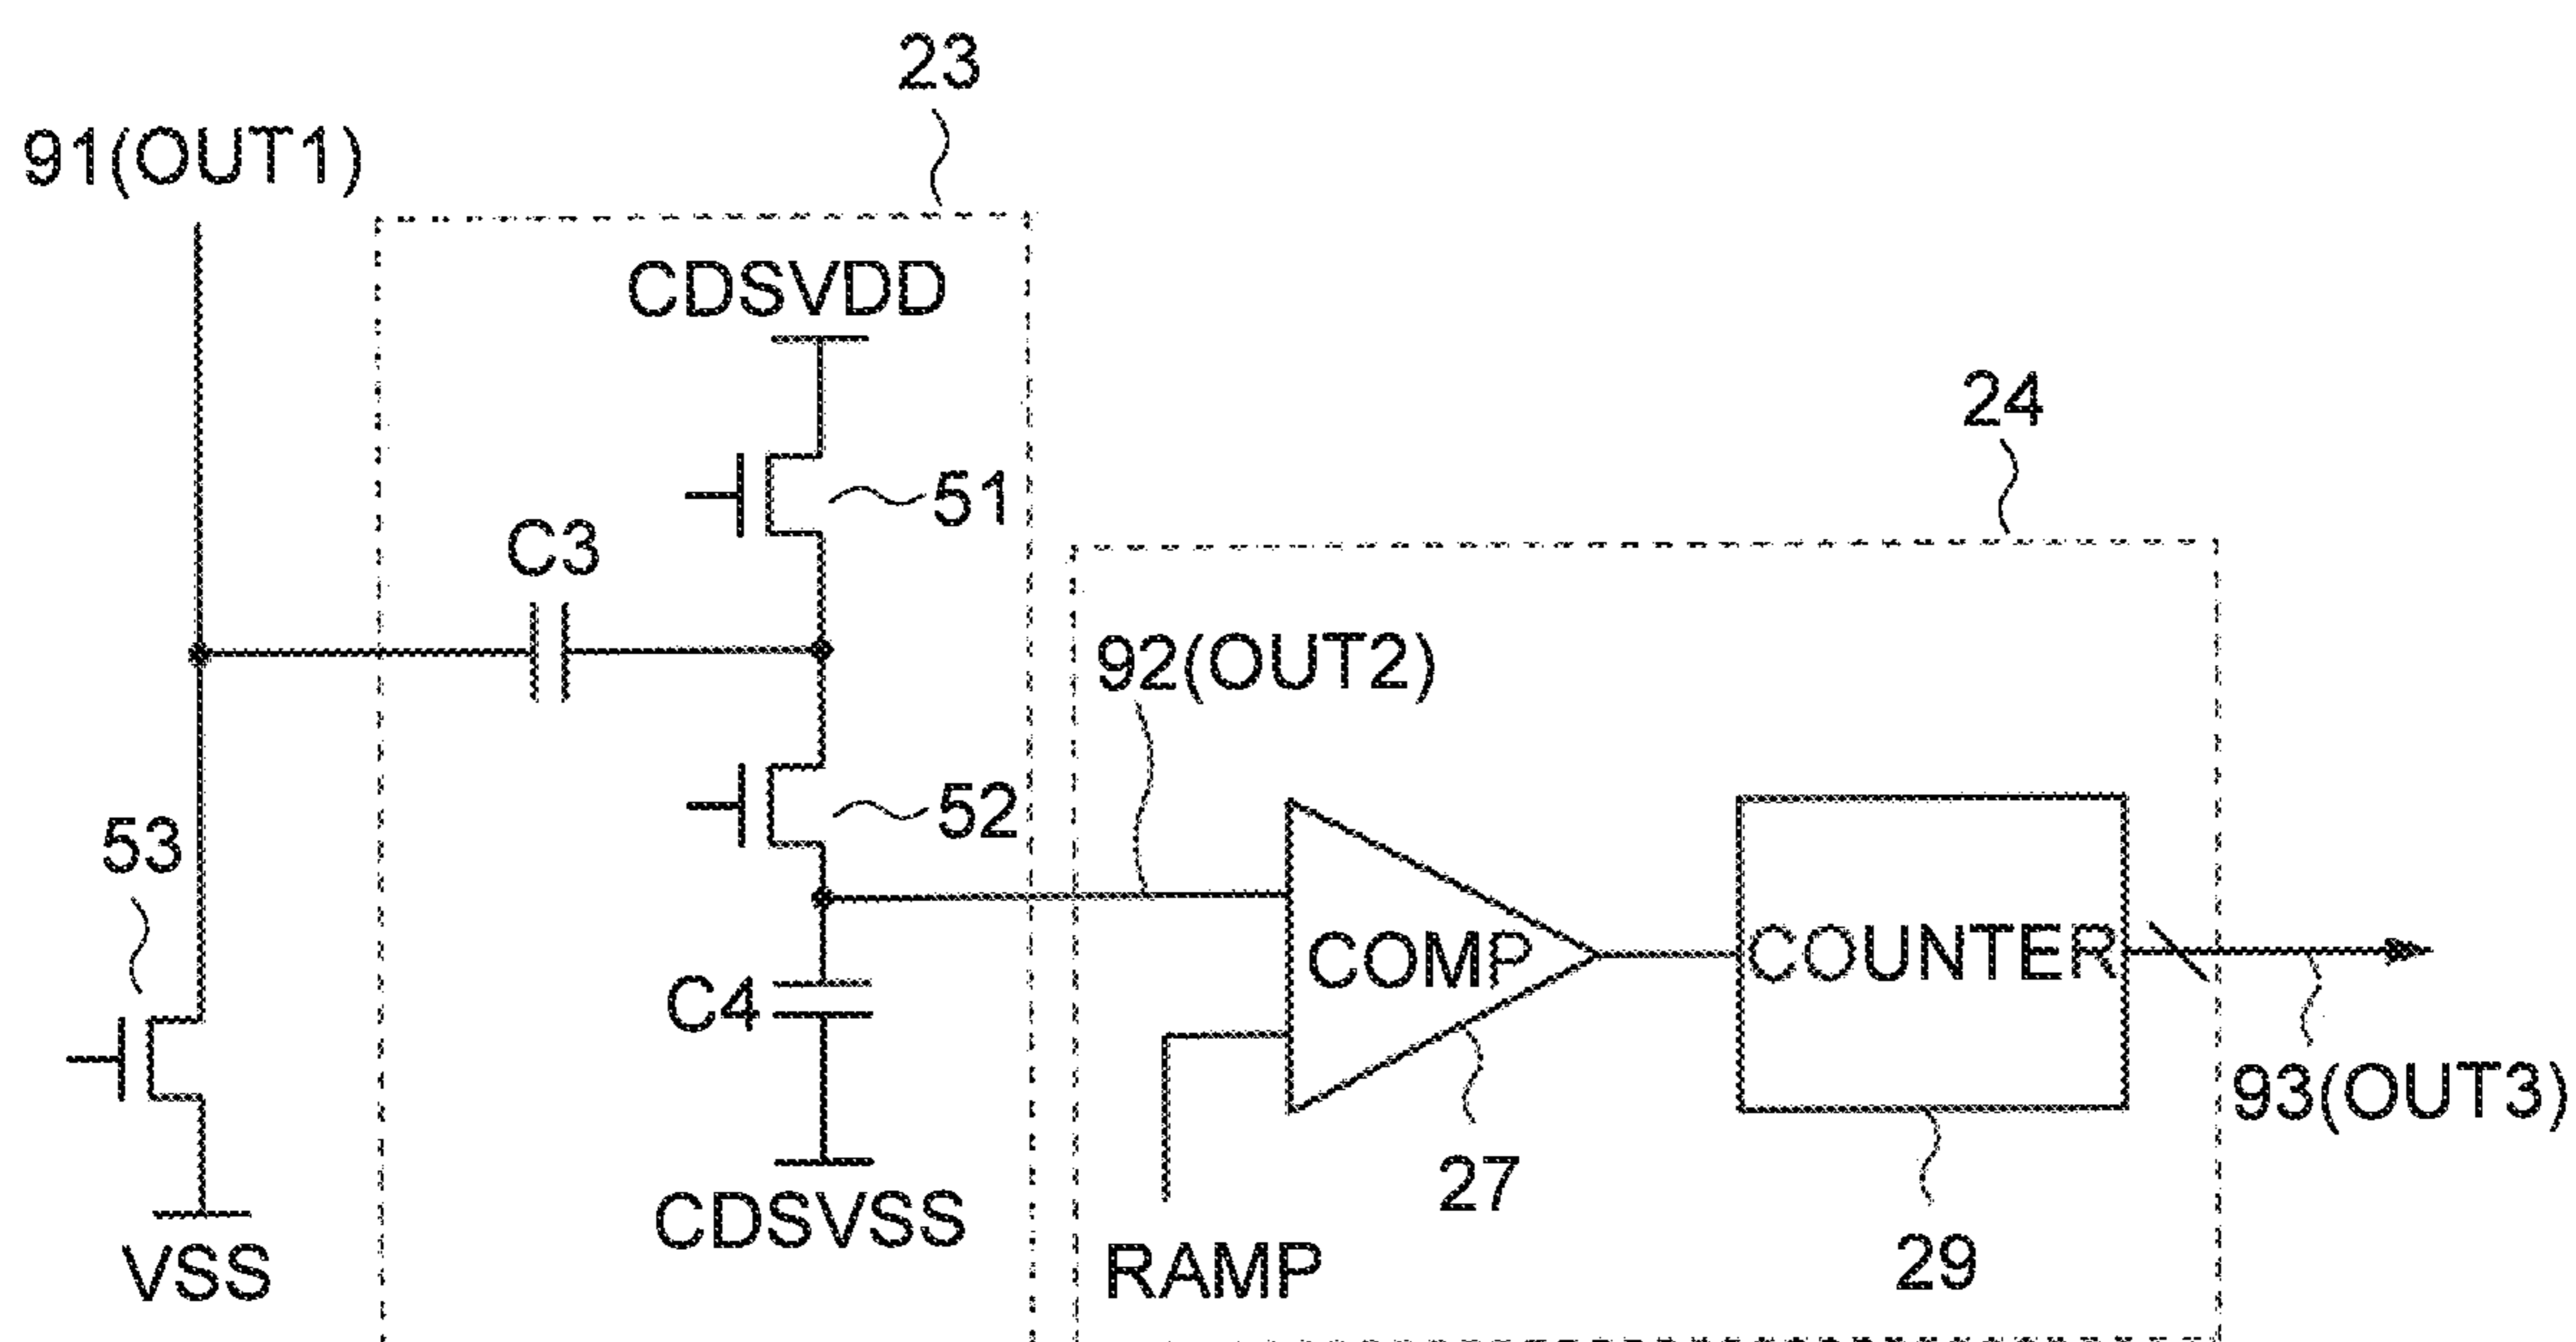 23
91(OUT1)
CDSVDD
24
51
C3
92(OUT2)
52
53
COMP
COUNTER
C4
93(OUT3)
27
CDSVSS
29
RAMP
VSS